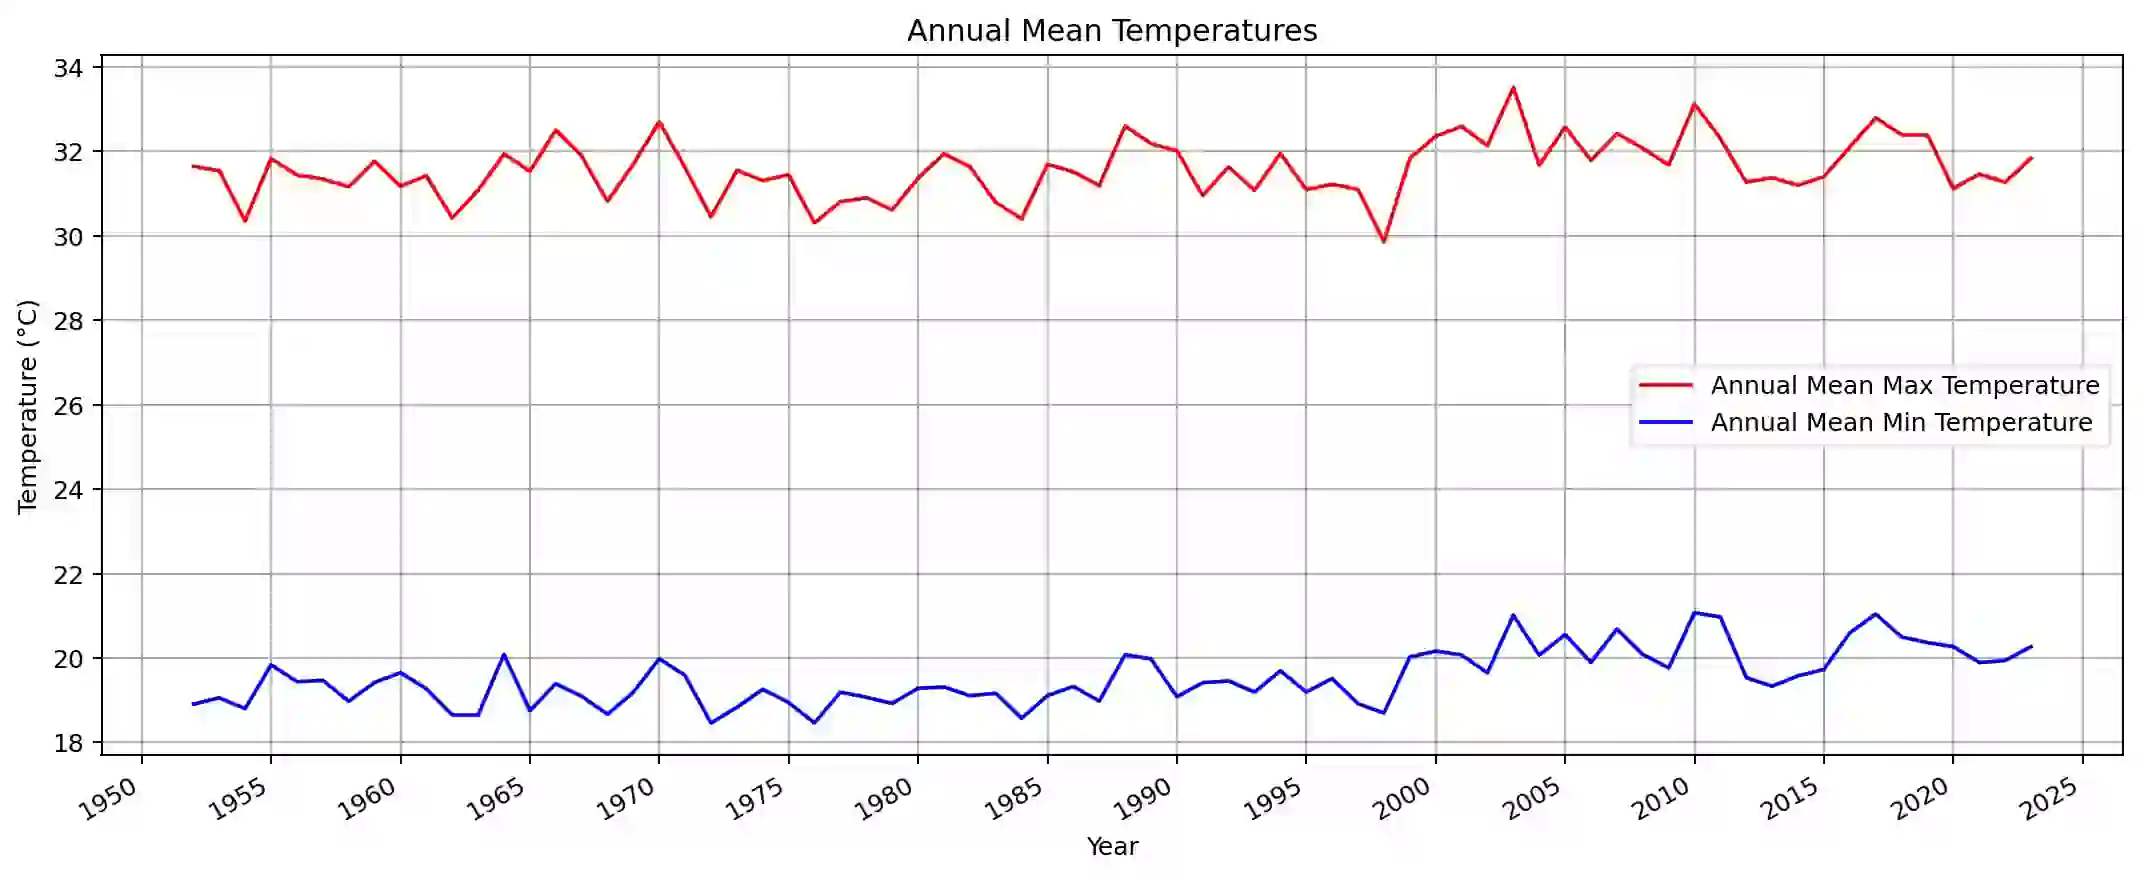 Annual Mean Temperatures
34
32
30
28
26
24
22
20
18
Temperature (°C)
Annual Mean Max Temperature
Annual Mean Min Temperature
1950 1955 1960 1965 1970 1975 1980 1985 1990 1995 2000 2005 2010 2015 2020 2025
Year